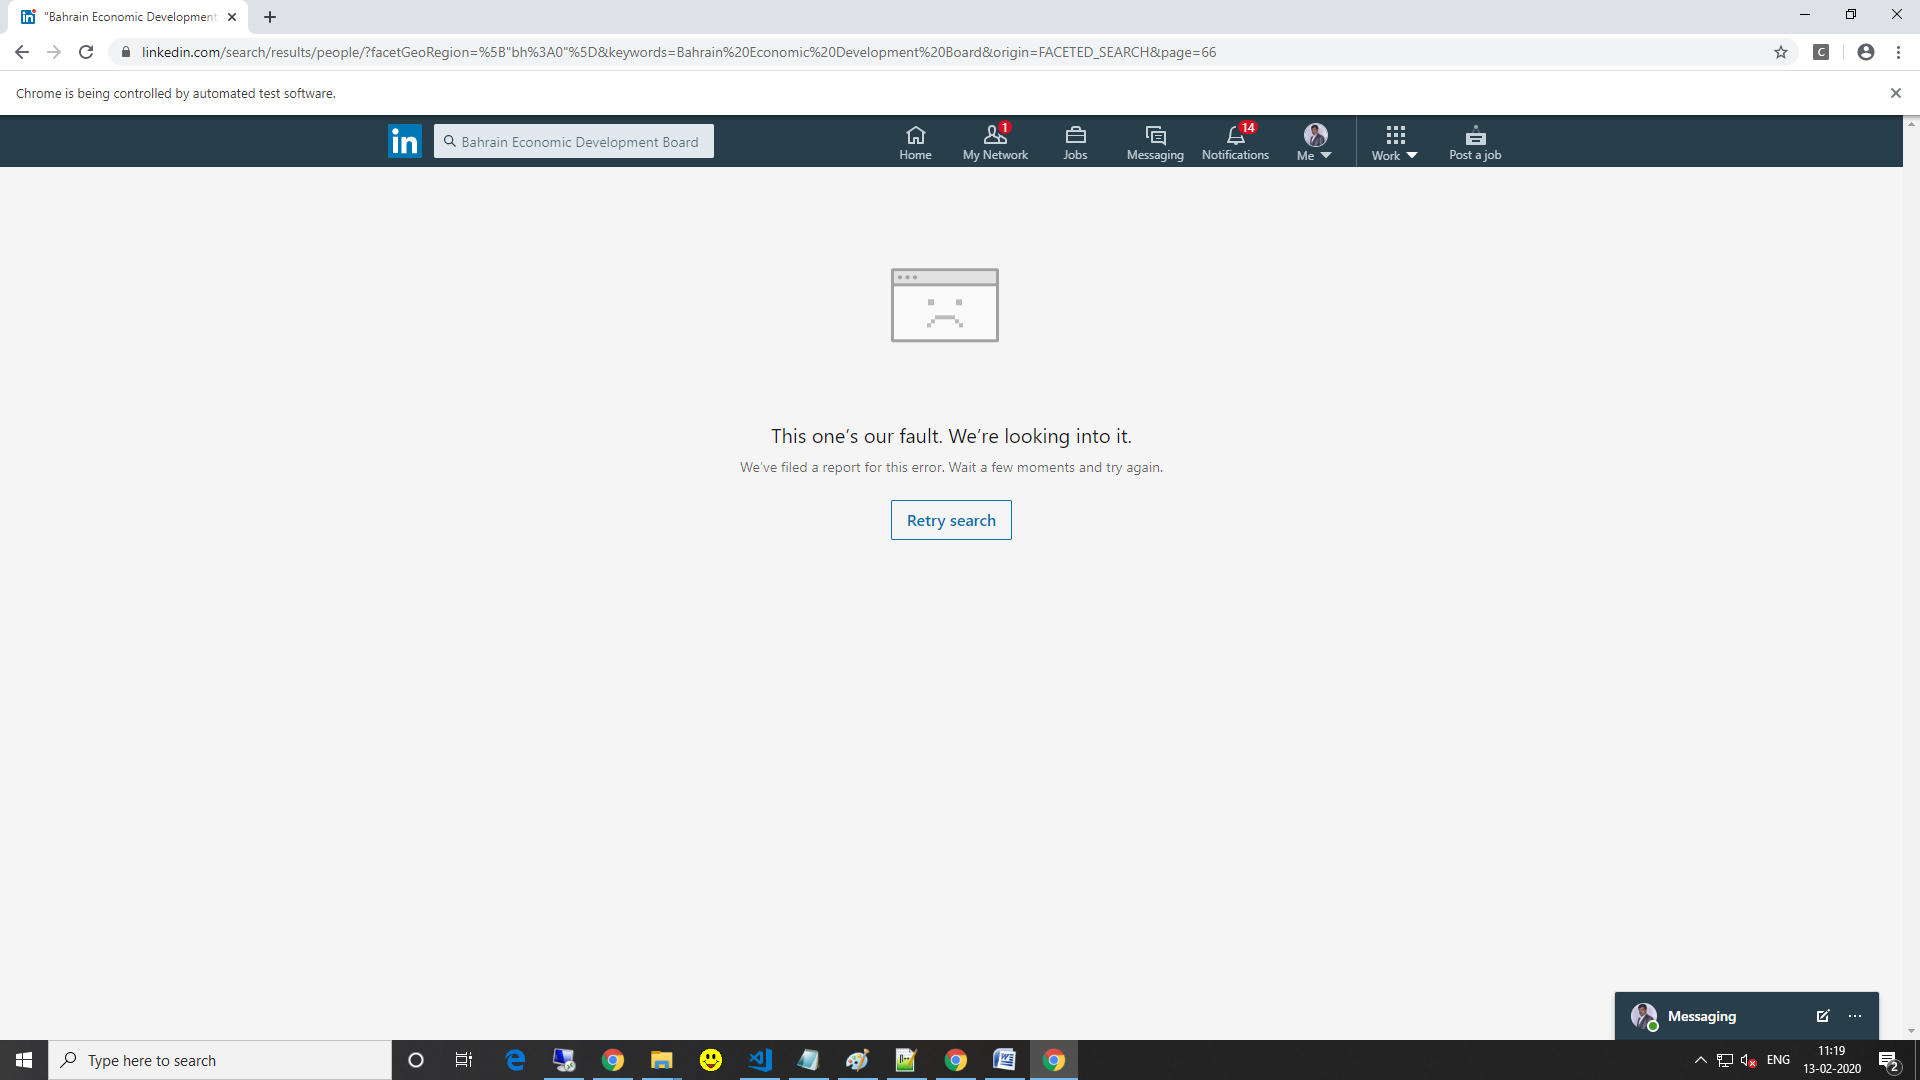 "Bahrain Economic Development
linkedin.com/search/results/people/?facetGeoRegion=%5B"bh%3A0"%5D&keywords=Bahrain%20Economic%20Development%20Board&origin=FACETED_SEARCH&page=66
C
Chrome is being controlled by automated test software.
in
Bahrain Economic Development Board
1
14
Home
My Network
Jobs
Messaging
Notifications
Me
Work
Post a job
This one's our fault. We're looking into it.
We've filed a report for this error. Wait a few moments and try again.
Retry search
Messaging
Type here to search
ENG
11:19
13-02-2020
2